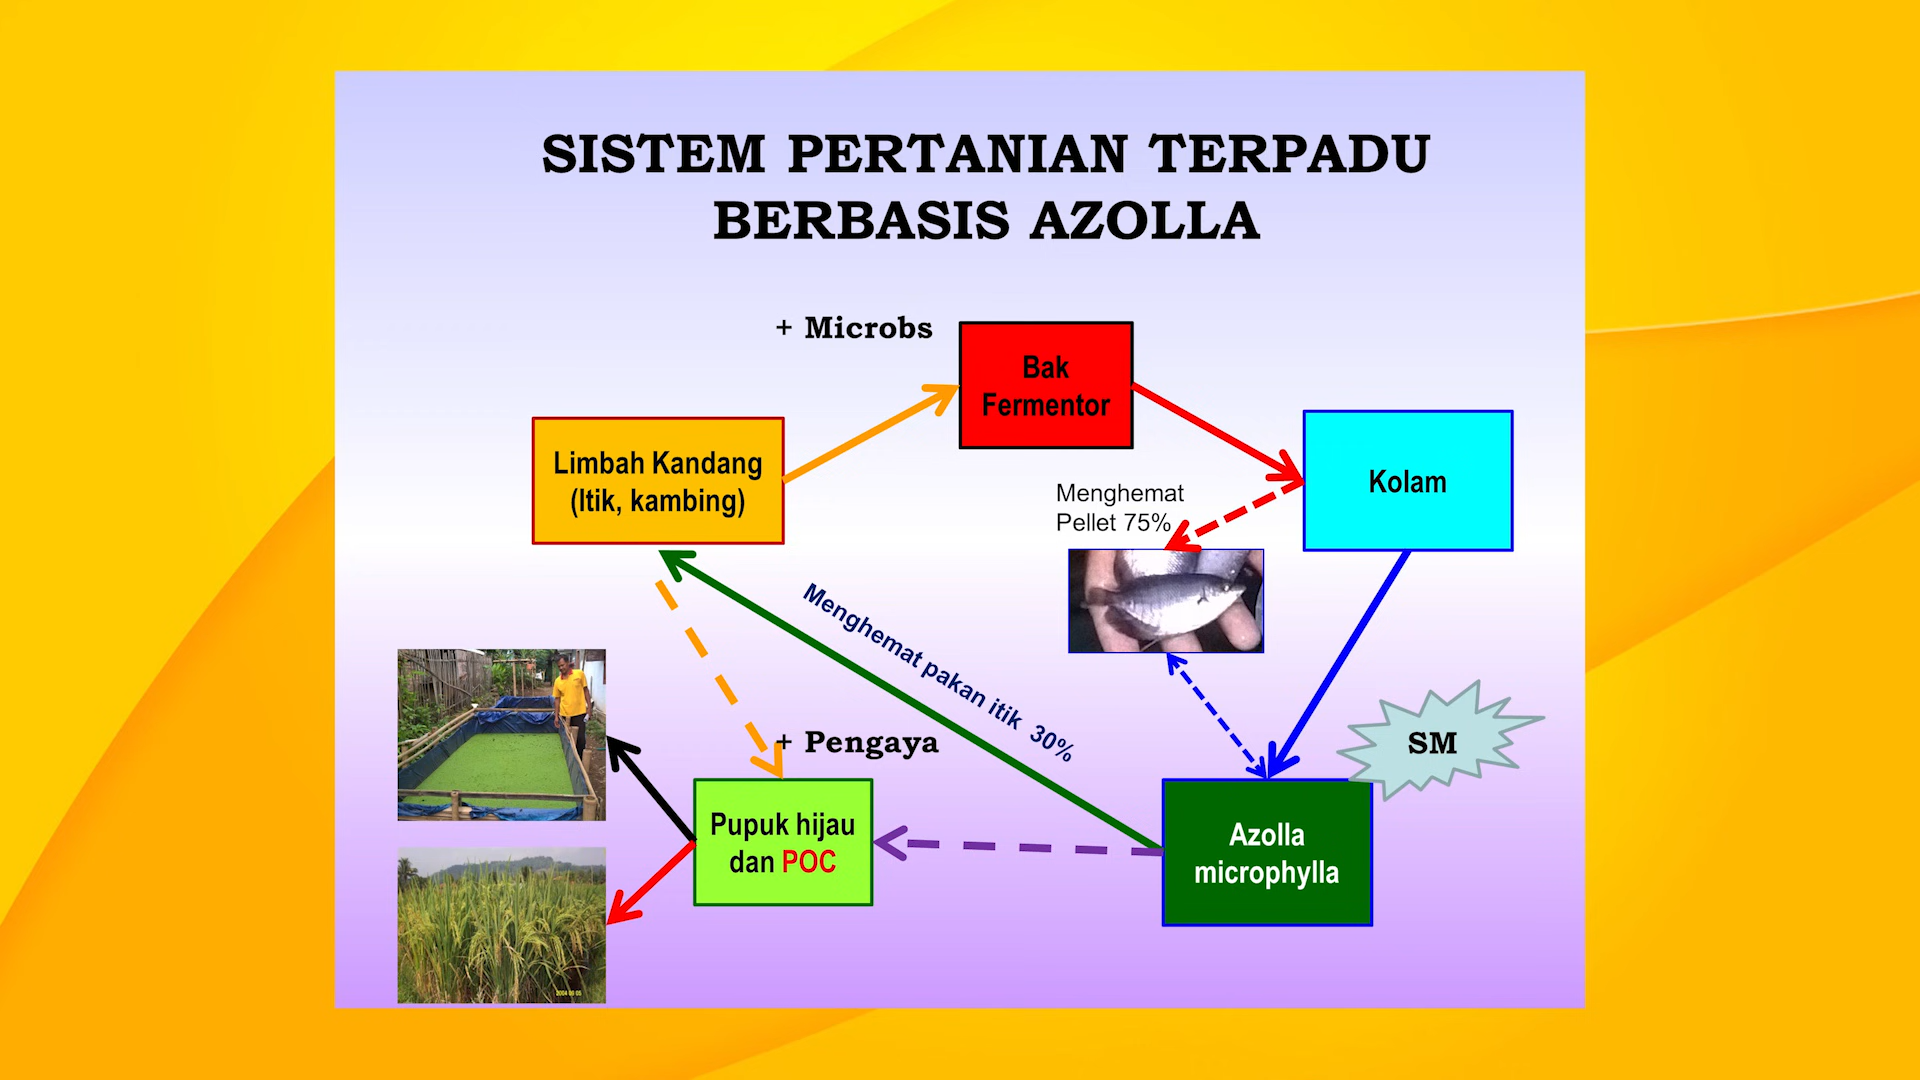 SISTEM PERTANIAN TERPADU
BERBASIS AZOLLA
+ Microbs
Bak
Fermentor
Limbah Kandang
(Itik, kambing)
Kolam
Menghemat
Pellet 75%
Menghemat pakan itik 30%
+ Pengaya
SM
Pupuk hijau
dan POC
Azolla
microphylla